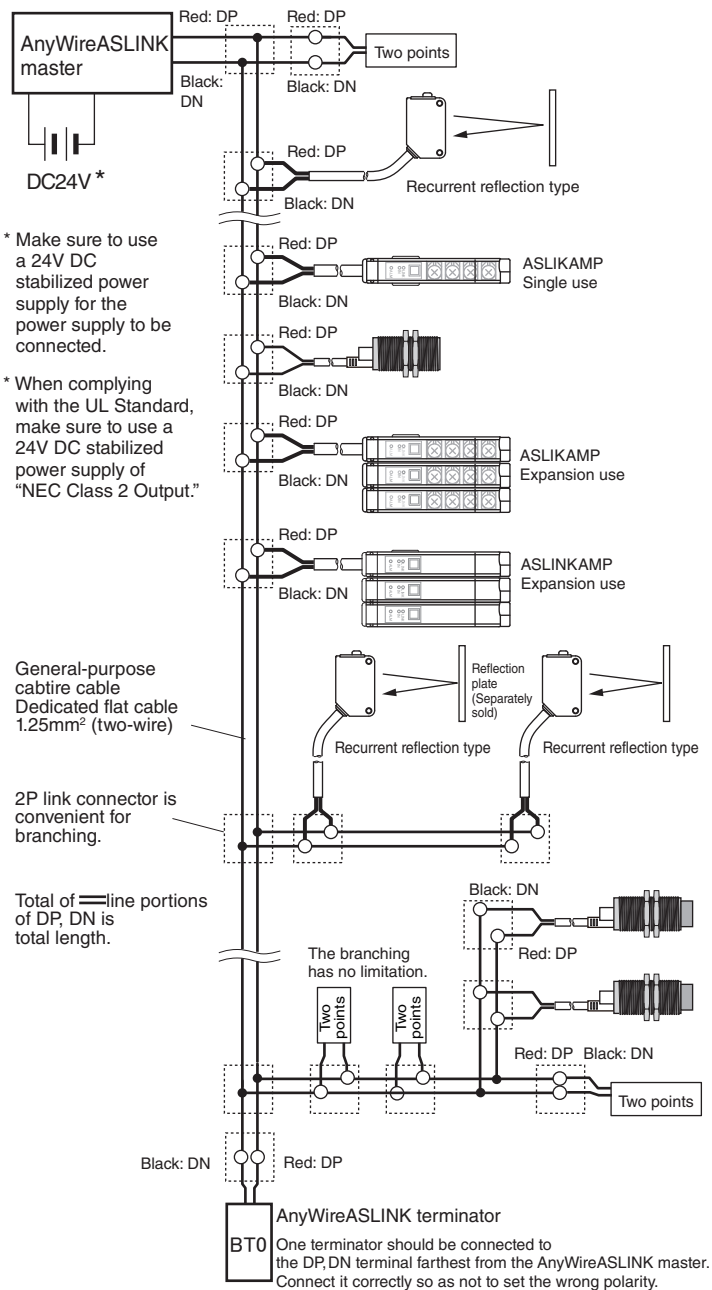 Red: DP
Red: DP
AnyWireASLINK
master
Two points
Black:
DN
Black: DN
DC24V *
Red: DP
Black: DN
Recurrent reflection type
* Make sure to use
a 24V DC
stabilized power
supply for the
power supply to be
connected.
* When complying
with the UL Standard,
make sure to use a
24V DC stabilized
power supply of
“NEC Class 2 Output.”
Red: DP
Black: DN
ASLIKAMP
Single use
Red: DP
Black: DN
Red: DP
Black: DN
ASLIKAMP
Expansion use
Red: DP
Black: DN
ASLINKAMP
Expansion use
General-purpose
cabtire cable
Dedicated flat cable
1.25mm² (two-wire)
Reflection
plate
(Separately
sold)
Recurrent reflection type
Recurrent reflection type
2P link connector is
convenient for
branching.
Total of line portions
of DP, DN is
total length.
Black: DN
Red: DP
The branching
has no limitation.
Two
points
Two
points
Red: DP
Black: DN
Two points
Black: DN
Red: DP
BT0
AnyWireASLINK terminator
One terminator should be connected to
the DP,DN terminal farthest from the AnyWireASLINK master.
Connect it correctly so as not to set the wrong polarity.